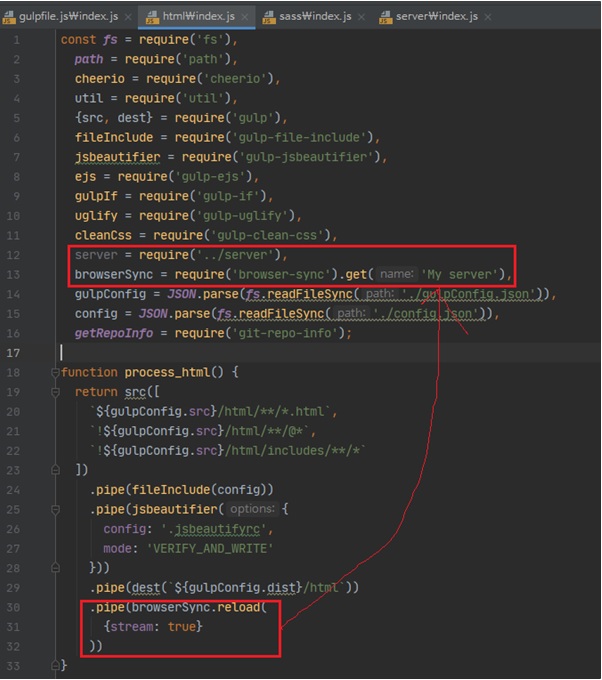 gulpfile.js₩index.js html₩index.js sass₩index.js server₩index.js
1 const fs = require('fs'),
2 path = require('path'),
3 cheerio = require('cheerio'),
4 util = require('util'),
5 {src, dest} = require('gulp'),
6 fileInclude = require('gulp-file-include'),
7 jsbeautifier = require('gulp-jsbeautifier'),
8 ejs = require('gulp-ejs'),
9 gulpIf = require('gulp-if'),
10 uglify = require('gulp-uglify'),
11 cleanCss = require('gulp-clean-css'),
12 server = require('../server'),
13 browserSync = require('browser-sync').get( name: 'My server'),
14 gulpConfig = JSON.parse(fs.readFileSync( path: './gulpConfig.json')),
15 config = JSON.parse(fs.readFileSync( path: './config.json')),
16 getRepoInfo = require('git-repo-info');
17
18 function process_html() {
19 return src([
20 `${gulpConfig.src}/html/**/*.html`,
21 `!${gulpConfig.src}/html/**/@*`,
22 `!${gulpConfig.src}/html/includes/**/*`
23 ])
24 .pipe(fileInclude(config))
25 .pipe(jsbeautifier( options: {
26 config: '.jsbeautifyrc',
27 mode: 'VERIFY_AND_WRITE'
28 }))
29 .pipe(dest(`${gulpConfig.dist}/html`))
30 .pipe(browserSync.reload(
31 {stream: true}
32 ))
33 }
JS JS JS JS